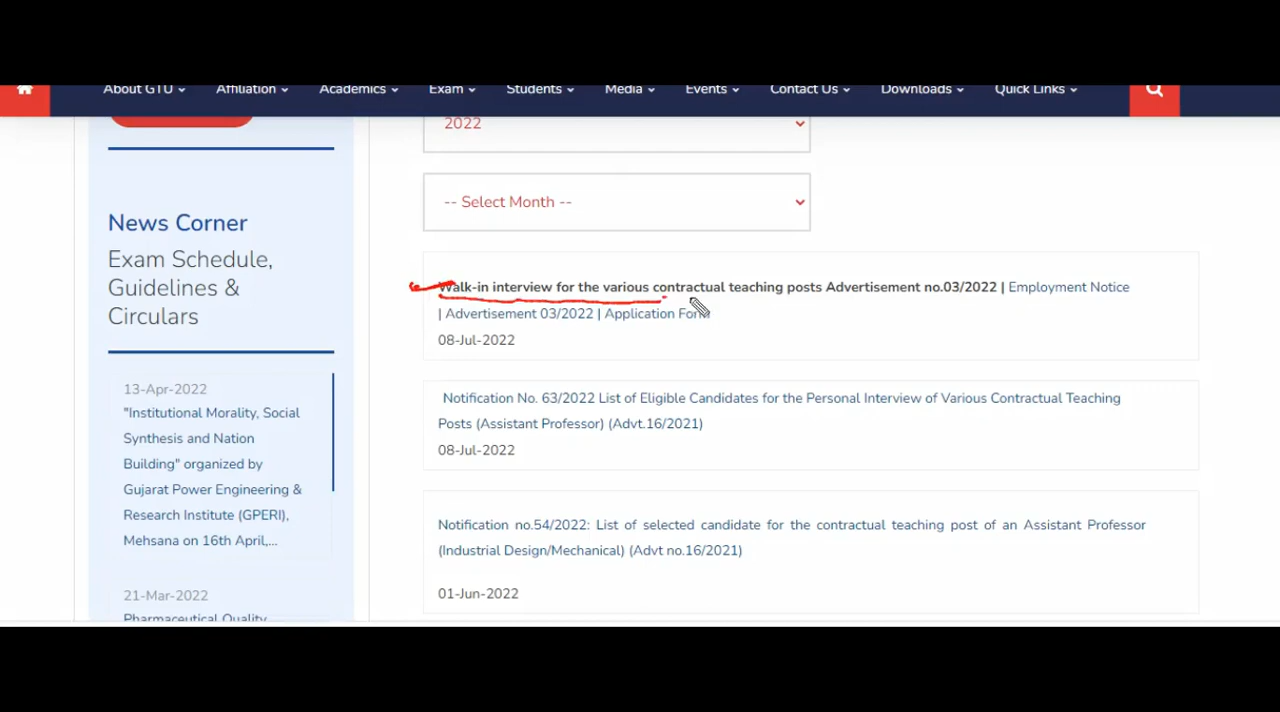 About GTU Affiliation Academics Exam Students Media Events Contact Us Downloads Quick Links
2022
-- Select Month --
News Corner
Exam Schedule,
Guidelines &
Circulars
13-Apr-2022
"Institutional Morality, Social
Synthesis and Nation
Building" organized by
Gujarat Power Engineering &
Research Institute (GPERI),
Mehsana on 16th April,...
21-Mar-2022
Pharmaceutical Quality
Walk-in interview for the various contractual teaching posts Advertisement no.03/2022 | Employment Notice
| Advertisement 03/2022 | Application Form
08-Jul-2022
Notification No. 63/2022 List of Eligible Candidates for the Personal Interview of Various Contractual Teaching
Posts (Assistant Professor) (Advt.16/2021)
08-Jul-2022
Notification no.54/2022: List of selected candidate for the contractual teaching post of an Assistant Professor
(Industrial Design/Mechanical) (Advt no.16/2021)
01-Jun-2022